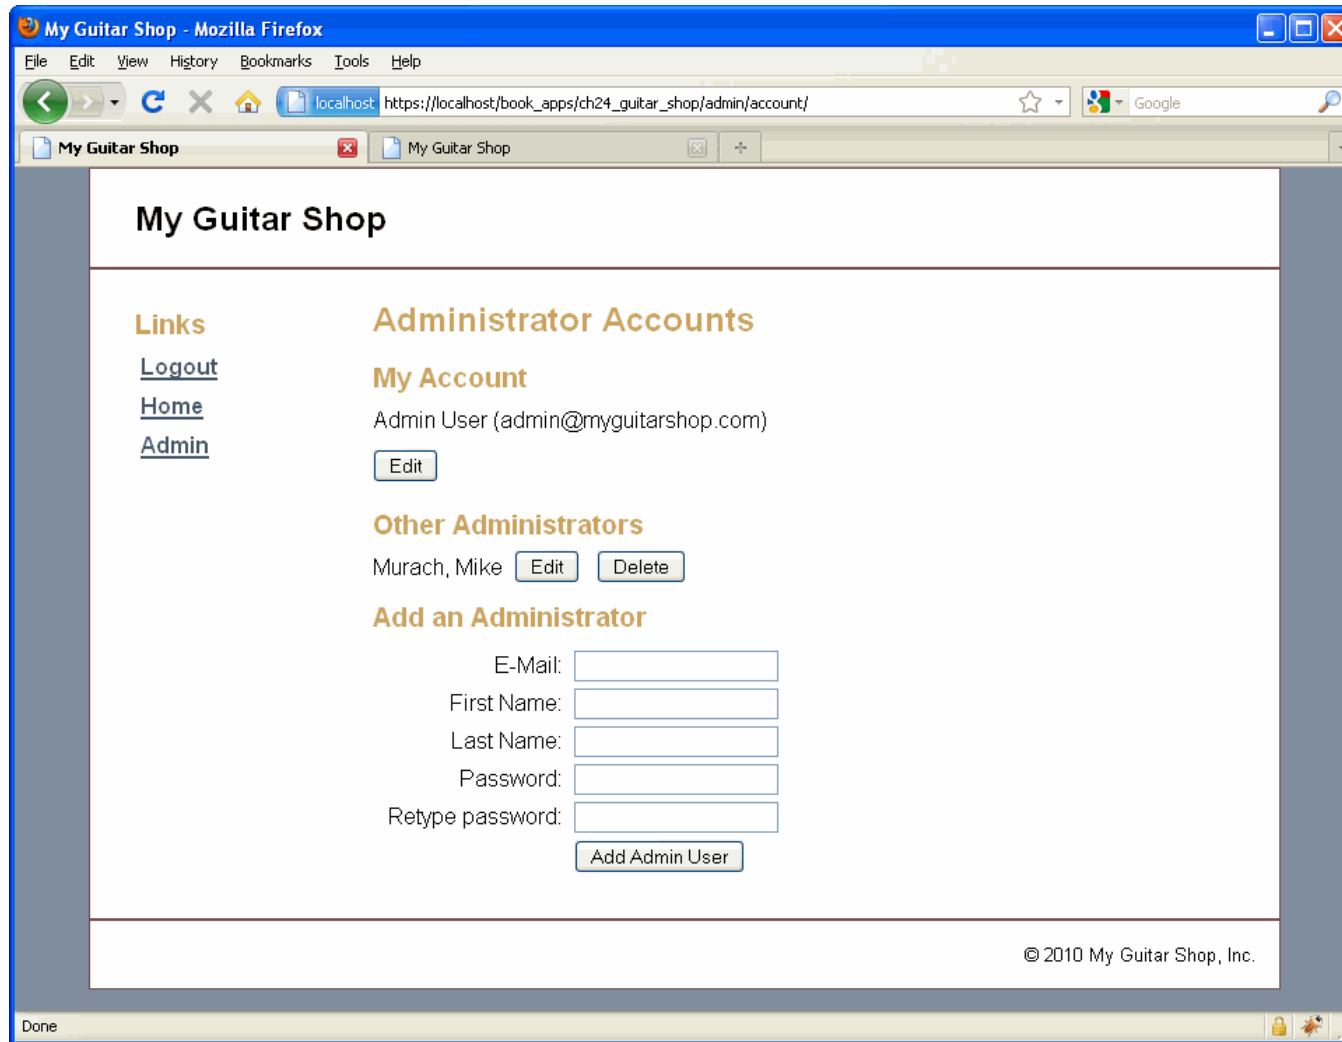 My Guitar Shop - Mozilla Firefox
File Edit View History Bookmarks Tools Help
localhost https://localhost/book_apps/ch24_guitar_shop/admin/account/ Google
My Guitar Shop My Guitar Shop
My Guitar Shop
Links
Logout
Home
Admin
Administrator Accounts
My Account
Admin User (admin@myguitarshop.com)
Edit
Other Administrators
Murach, Mike Edit Delete
Add an Administrator
E-Mail:
First Name:
Last Name:
Password:
Retype password:
Add Admin User
© 2010 My Guitar Shop, Inc.
Done